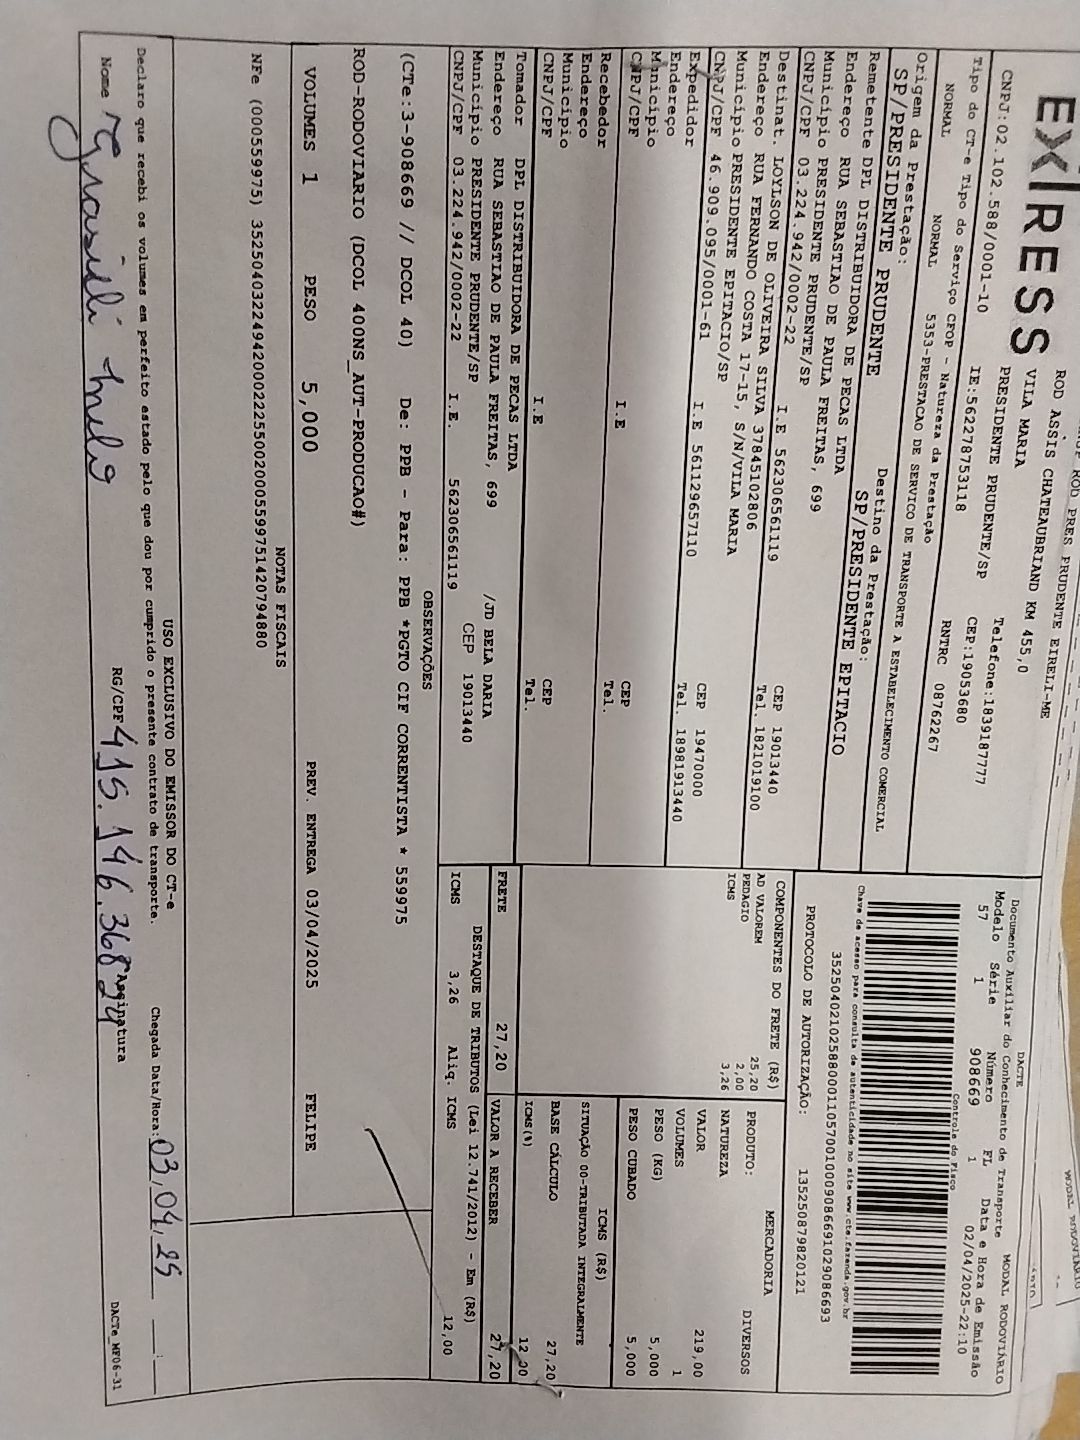 EX|RESS
ROD PRES PRUDENTE EIRELI-ME
ROD ASSIS CHATEAUBRIAND KM 455,0
VILA MARIA
PRESIDENTE PRUDENTE/SP Telefone:1839187777
CNPJ:02.102.588/0001-10 IE:562278753118 CEP:19053680
Tipo do CT-e Tipo do Serviço CFOP - Natureza da Prestação RNTRC 08762267
NORMAL NORMAL 5353-PRESTACAO DE SERVICO DE TRANSPORTE A ESTABELECIMENTO COMERCIAL
Origem da Prestação: Destino da Prestação:
SP/PRESIDENTE PRUDENTE SP/PRESIDENTE EPITACIO
Remetente DPL DISTRIBUIDORA DE PECAS LTDA
Endereço RUA SEBASTIAO DE PAULA FREITAS, 699
Município PRESIDENTE PRUDENTE/SP CEP 19013440
CNPJ/CPF 03.224.942/0002-22 I.E 562306561119 Tel. 1821019100
Destinat. LOYLSON DE OLIVEIRA SILVA 37845102806
Endereço RUA FERNANDO COSTA 17-15, S/N/VILA MARIA
Município PRESIDENTE EPITACIO/SP CEP 19470000
CNPJ/CPF 46.909.095/0001-61 I.E 561129657110 Tel. 18981913440
Expedidor
Endereço
Município CEP
CNPJ/CPF I.E Tel.
Recebedor
Endereço
Município CEP
CNPJ/CPF I.E Tel.
Tomador DPL DISTRIBUIDORA DE PECAS LTDA
Endereço RUA SEBASTIAO DE PAULA FREITAS, 699 /JD BELA DARIA
Município PRESIDENTE PRUDENTE/SP CEP 19013440
CNPJ/CPF 03.224.942/0002-22 I.E. 562306561119
MODAL RODOVIARIO
DACTE
Documento Auxiliar do Conhecimento de Transporte MODAL RODOVIÁRIO
Modelo Série Número FL Data e Hora de Emissão
57 1 908669 1 02/04/2025-22:10
Controle do Fisco
Chave de acesso para consulta de autenticidade no site www.cte.fazenda.gov.br
35250402102588000110570010009086691029086693
PROTOCOLO DE AUTORIZAÇÃO: 135250879820121
COMPONENTES DO FRETE (R$)
AD VALOREM 25,20
PEDAGIO 2,00
ICMS 3,26
MERCADORIA
PRODUTO: DIVERSOS
NATUREZA
VALOR 219,00
VOLUMES 1
PESO (KG) 5,000
PESO CUBADO 5,000
ICMS (R$)
SITUAÇÃO 00-TRIBUTADA INTEGRALMENTE
BASE CÁLCULO 27,20
ICMS(%) 12,00
FRETE 27,20 VALOR A RECEBER 27,20
DESTAQUE DE TRIBUTOS (Lei 12.741/2012) - Em (R$)
ICMS 3,26 Aliq. ICMS 12,00
OBSERVAÇÕES
(CTe:3-908669 // DCOL 40) De: PPB - Para: PPB *PGTO CIF CORRENTISTA * 559975
ROD-RODOVIARIO (DCOL 400NS_AUT-PRODUCAO#)
VOLUMES 1 PESO 5,000 PREV. ENTREGA 03/04/2025 FELIPE
NOTAS FISCAIS
NFe (000559975) 35250403224942000222550020005599751420794880
USO EXCLUSIVO DO EMISSOR DO CT-e
Declaro que recebi os volumes em perfeito estado pelo que dou por cumprido o presente contrato de transporte. Chegada Data/Hora: 03,04,25
Nome RG/CPF 415.146.368 24 Assinatura
DACTe_MF06-31